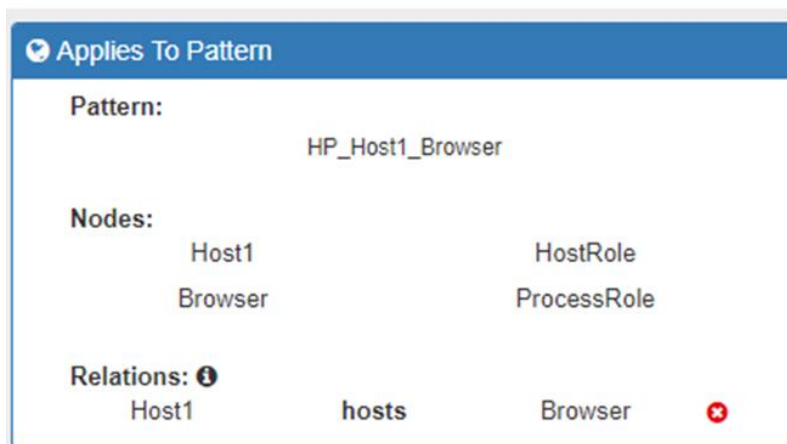 Applies To Pattern
Pattern:
HP_Host1_Browser
Nodes:
Host1 HostRole
Browser ProcessRole
Relations:
Host1 hosts Browser